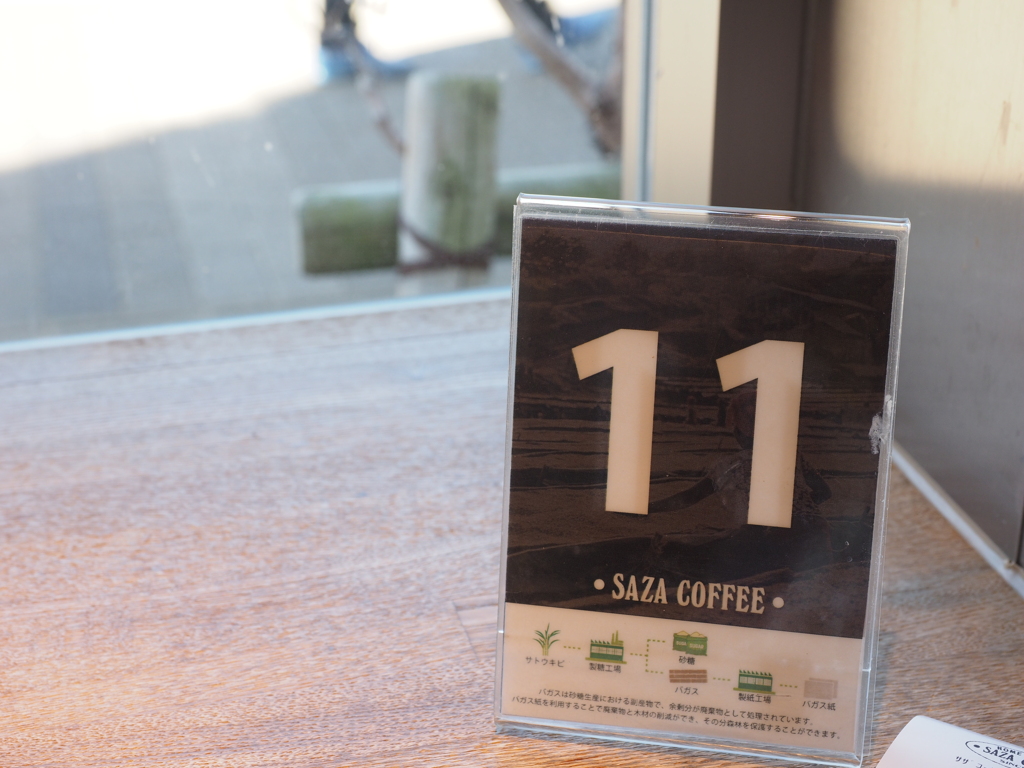 11
• SAZA COFFEE •
サトウキビ
製糖工場
砂糖
バガス
製紙工場
バガス紙
バガスは砂糖生産における副産物で、余剰分が廃棄物として処理されています。
バガス紙を利用することで廃棄物と木材の削減ができ、その分森林を保護することができます。
SAZA